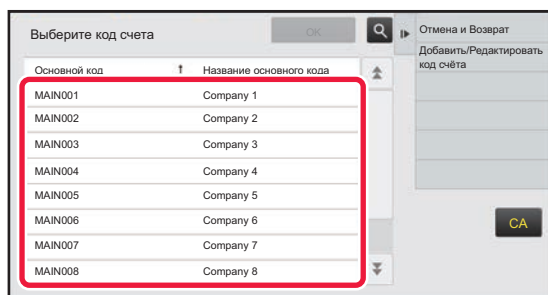 Выберите код счета
OK
Основной код ↑ Название основного кода
MAIN001 Company 1
MAIN002 Company 2
MAIN003 Company 3
MAIN004 Company 4
MAIN005 Company 5
MAIN006 Company 6
MAIN007 Company 7
MAIN008 Company 8
Отмена и Возврат
Добавить/Редактировать
код счёта
CA